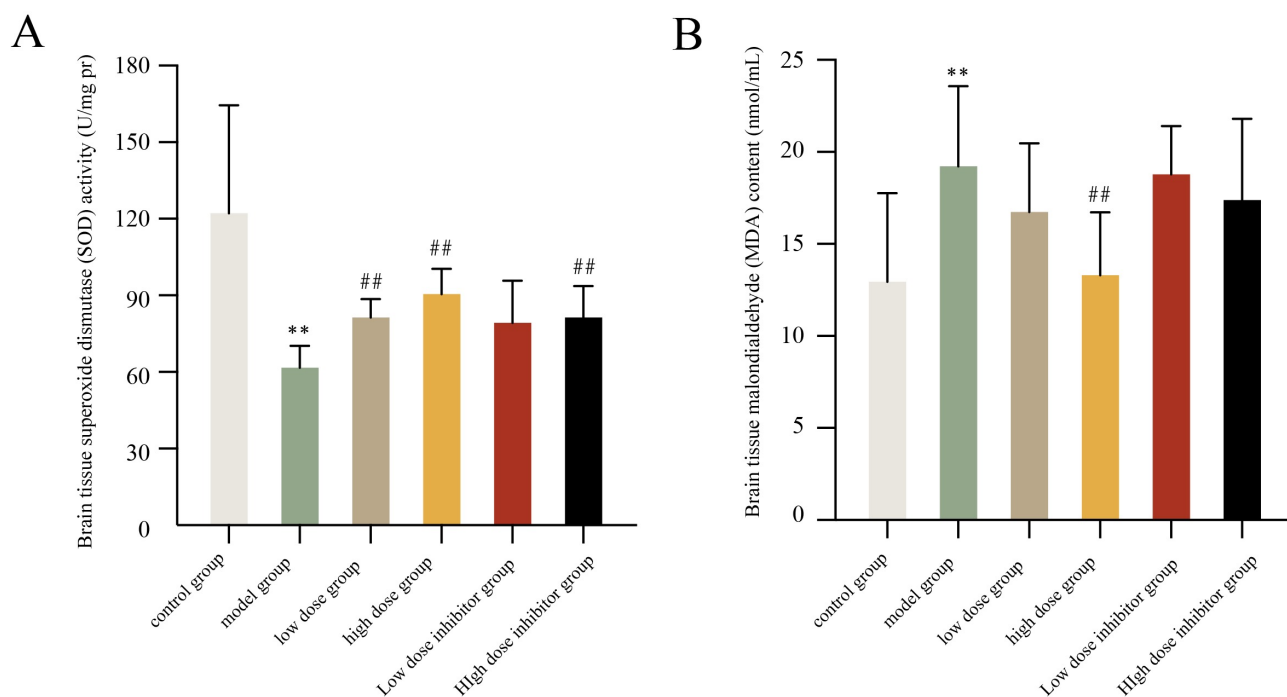 A
Brain tissue superoxide dismutase (SOD) activity (U/mg pr)
180
150
120
90
60
30
0
**
##
##
##
control group
model group
low dose group
high dose group
Low dose inhibitor group
HIgh dose inhibitor group
B
Brain tissue malondialdehyde (MDA) content (nmol/mL)
25
20
15
10
5
0
**
##
control group
model group
low dose group
high dose group
Low dose inhibitor group
HIgh dose inhibitor group